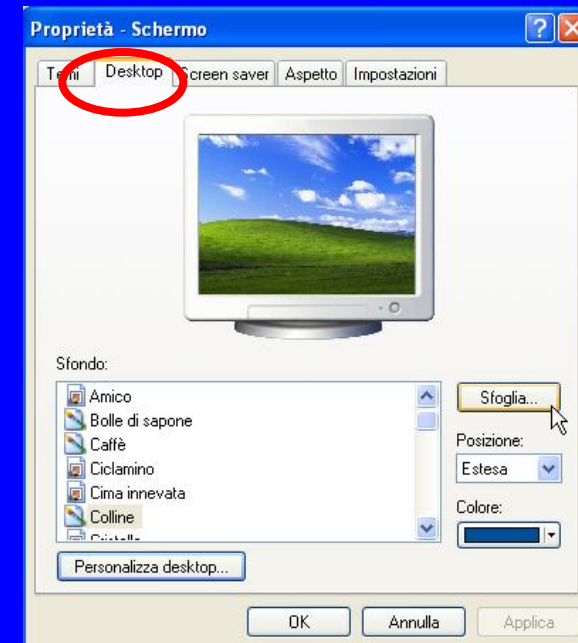 Proprietà - Schermo
Temi Desktop Screen saver Aspetto Impostazioni
Sfondo:
Amico
Bolle di sapone
Caffè
Ciclamino
Cima innevata
Colline
Sfoglia...
Posizione:
Estesa
Colore:
Personalizza desktop...
OK Annulla Applica